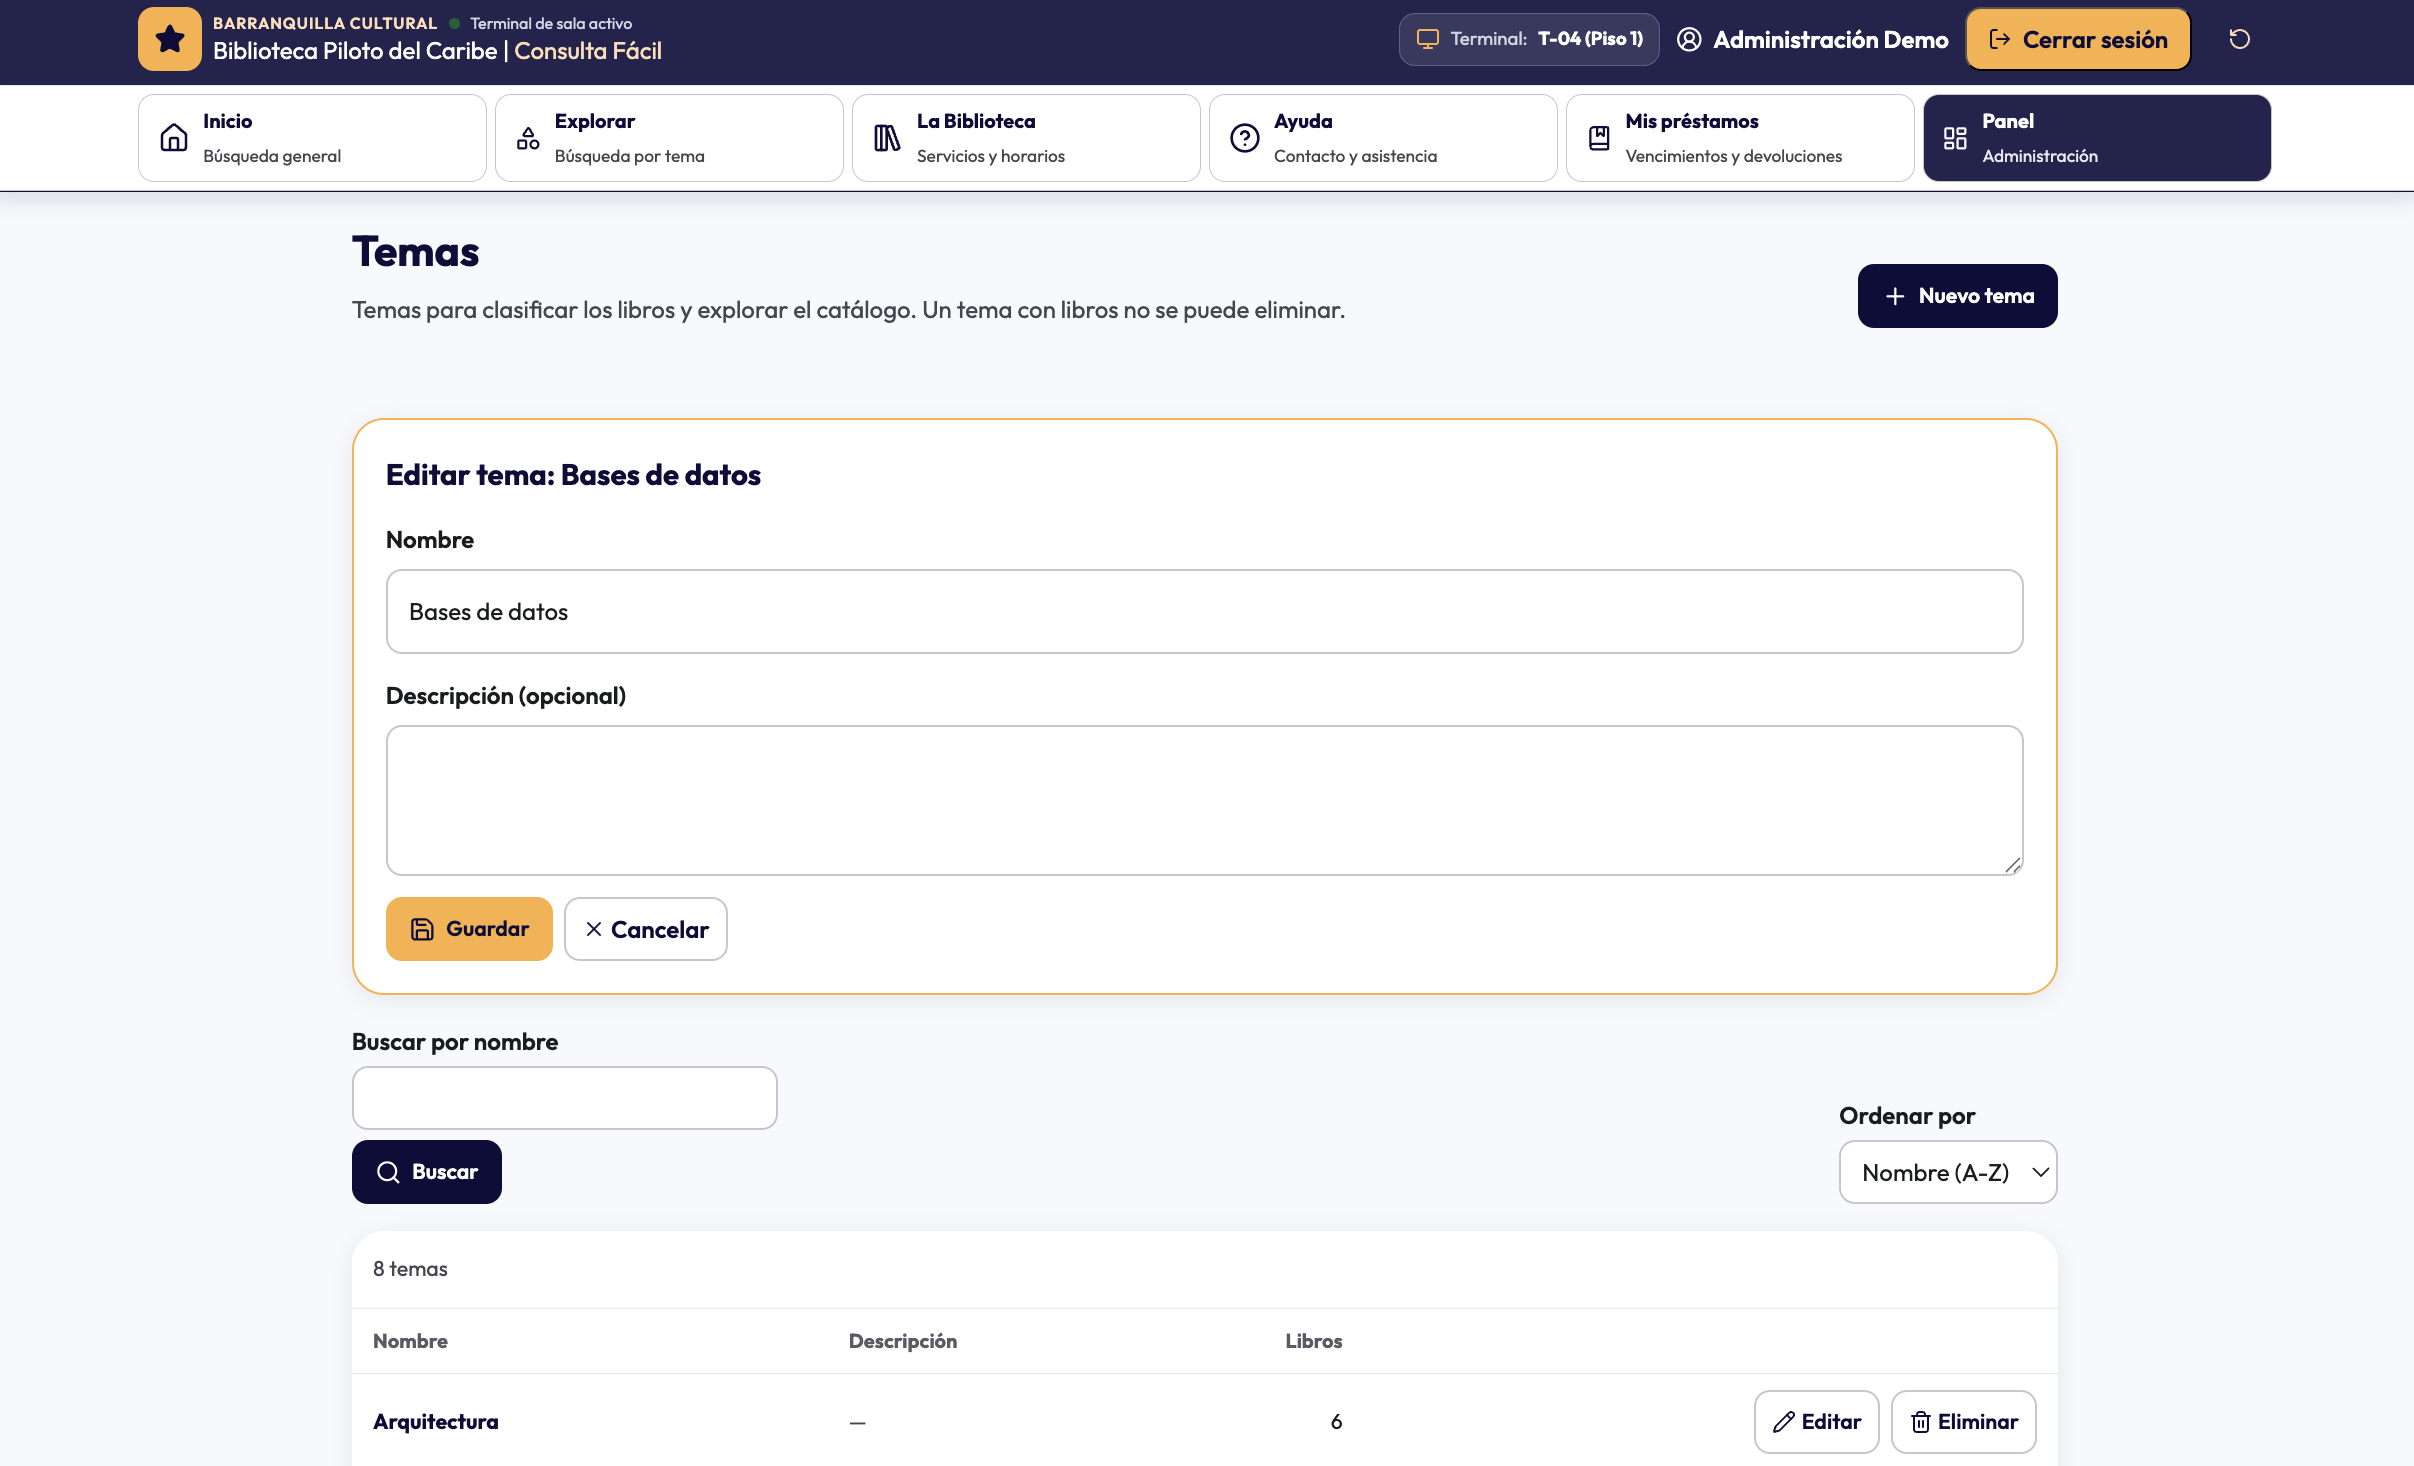 BARRANQUILLA CULTURAL Terminal de sala activo
Biblioteca Piloto del Caribe | Consulta Fácil
Terminal: T-04 (Piso 1)
Administración Demo
Cerrar sesión
Inicio
Búsqueda general
Explorar
Búsqueda por tema
La Biblioteca
Servicios y horarios
Ayuda
Contacto y asistencia
Mis préstamos
Vencimientos y devoluciones
Panel
Administración
Temas
Temas para clasificar los libros y explorar el catálogo. Un tema con libros no se puede eliminar.
Nuevo tema
Editar tema: Bases de datos
Nombre
Bases de datos
Descripción (opcional)
Guardar
Cancelar
Buscar por nombre
Buscar
Ordenar por
Nombre (A-Z)
8 temas
Nombre Descripción Libros
Arquitectura — 6 Editar Eliminar